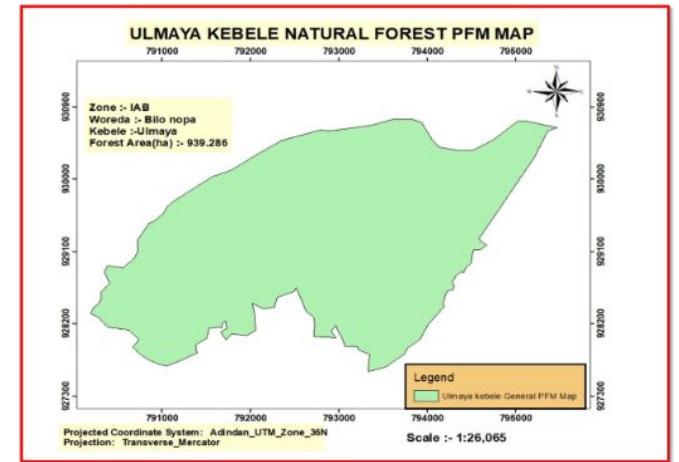 ULMAYA KEBELE NATURAL FOREST PFM MAP
791000 792000 793000 794000 795000
Zone :- IAB
Woreda :- Bilo nopa
Kebele :-Ulmaya
Forest Area(ha) :- 939.286
N
930900 930900
930000 930000
929100 929100
928200 928200
927300 927300
Legend
Ulmaya kebele General PFM Map
791000 792000 793000 794000 795000
Projected Coordinate System: Adindan_UTM_Zone_36N
Projection: Transverse_Mercator
Scale :- 1:26,065